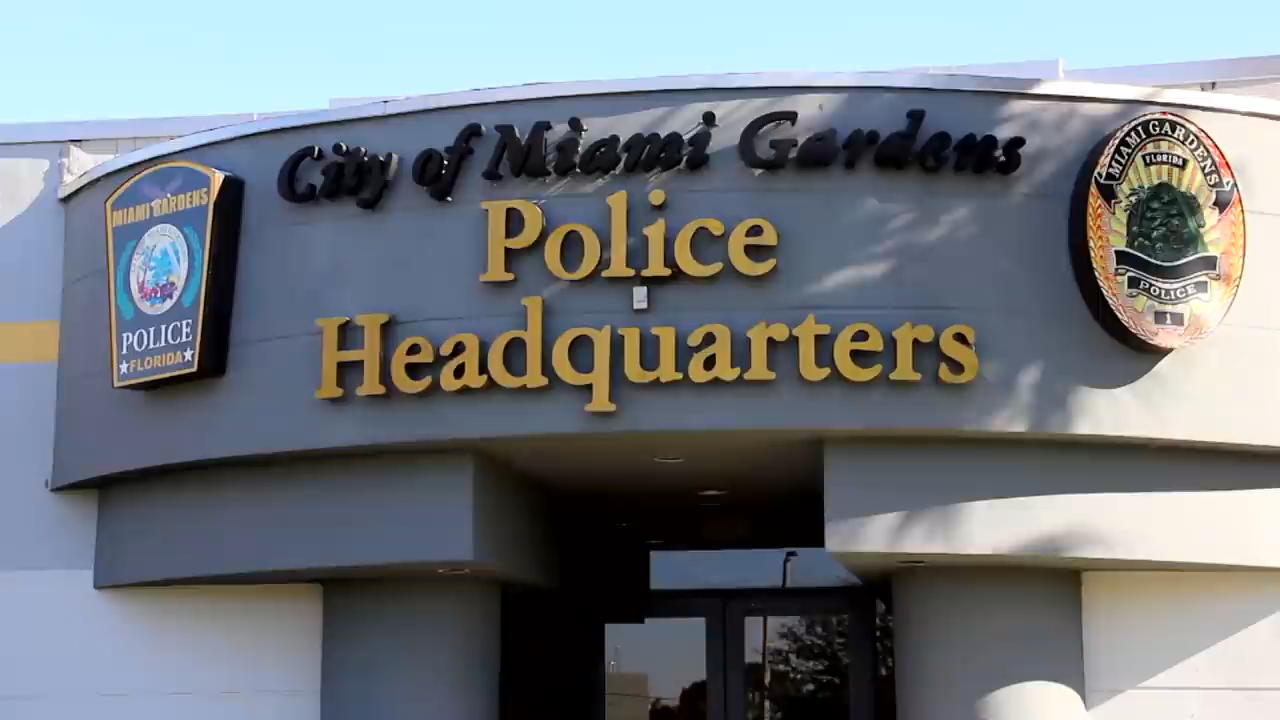 City of Miami Gardens
Police
Headquarters
MIAMI GARDENS
POLICE
FLORIDA
MIAMI GARDENS
FLORIDA
POLICE
1